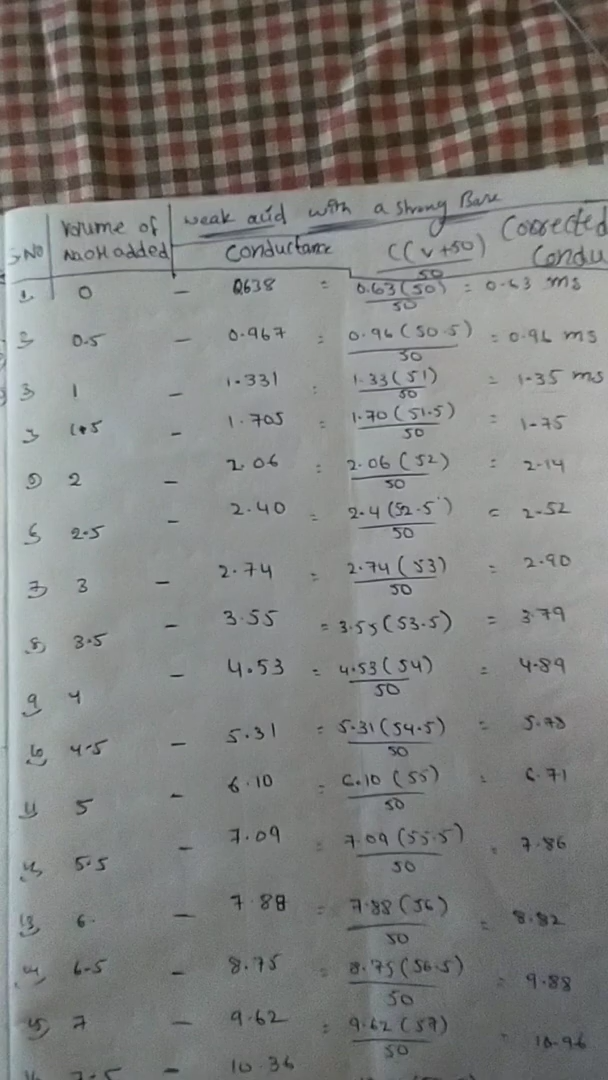 weak acid with a strong Base
S.NO Volume of NaOH added Conductance C(V+50)/50 Corrected Condu
1) 0 - 0.638 = 0.63(50)/50 = 0.63 ms
0.5 - 0.967 = 0.96(50.5)/50 = 0.96 ms
3) 1 - 1.331 = 1.33(51)/50 = 1.35 ms
1.5 - 1.705 = 1.70(51.5)/50 = 1.75
5) 2 - 2.06 = 2.06(52)/50 = 2.14
2.5 - 2.40 = 2.4(52.5)/50 = 2.52
7) 3 - 2.74 = 2.74(53)/50 = 2.90
8) 3.5 - 3.55 = 3.55(53.5) = 3.79
9 4 - 4.53 = 4.53(54)/50 = 4.89
4.5 - 5.31 = 5.31(54.5)/50 = 5.78
11) 5 - 6.10 = 6.10(55)/50 = 6.71
5.5 - 7.09 = 7.09(55.5)/50 = 7.86
13) 6. - 7.88 = 7.88(56)/50 = 8.82
6.5 - 8.75 = 8.75(56.5)/50 = 9.88
15) 7 - 9.62 = 9.62(57)/50 = 10.96
7.5 - 10.36